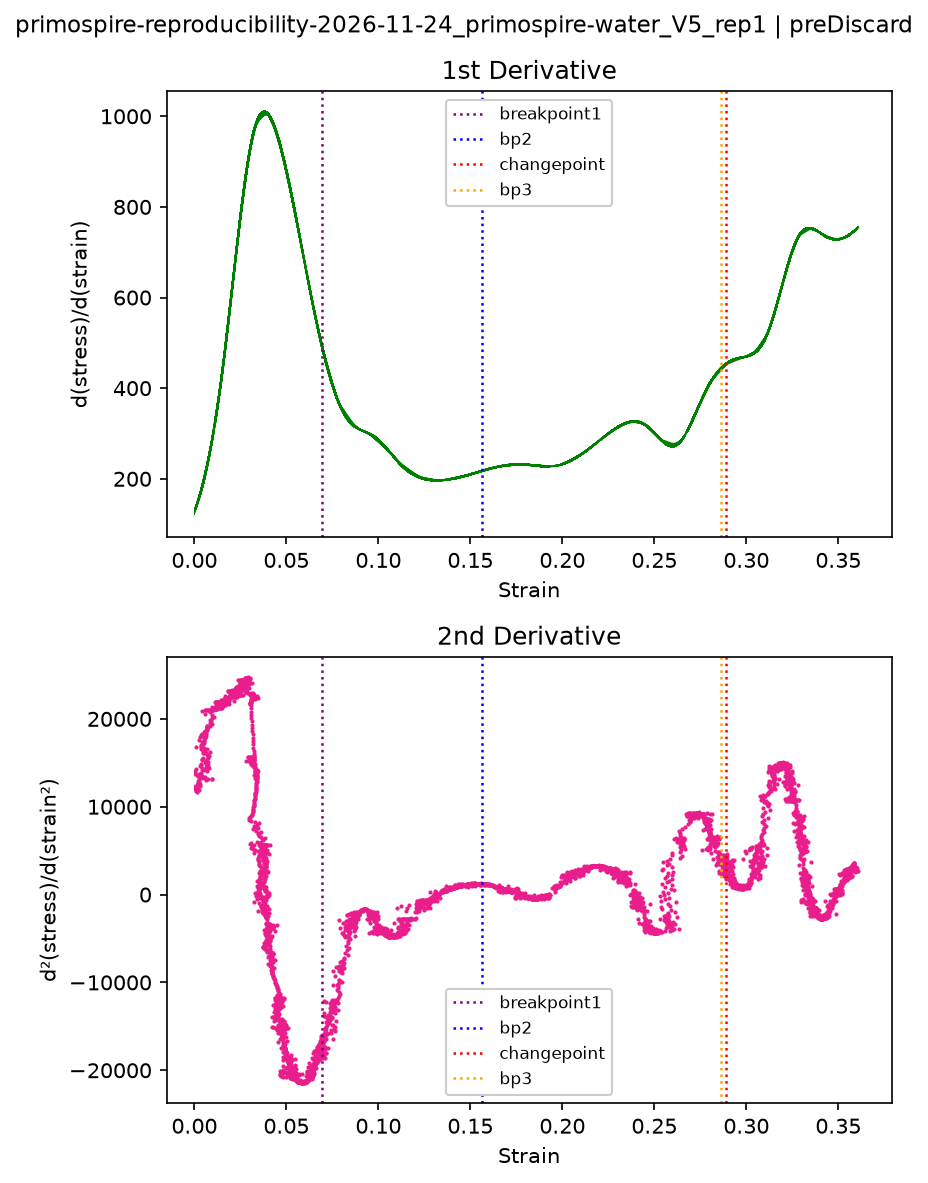 primospire-reproducibility-2026-11-24_primospire-water_V5_rep1 | preDiscard
1st Derivative
breakpoint1
bp2
changepoint
bp3
d(stress)/d(strain)
1000
800
600
400
200
0.00 0.05 0.10 0.15 0.20 0.25 0.30 0.35
Strain
2nd Derivative
d²(stress)/d(strain²)
20000
10000
0
−10000
−20000
breakpoint1
bp2
changepoint
bp3
0.00 0.05 0.10 0.15 0.20 0.25 0.30 0.35
Strain